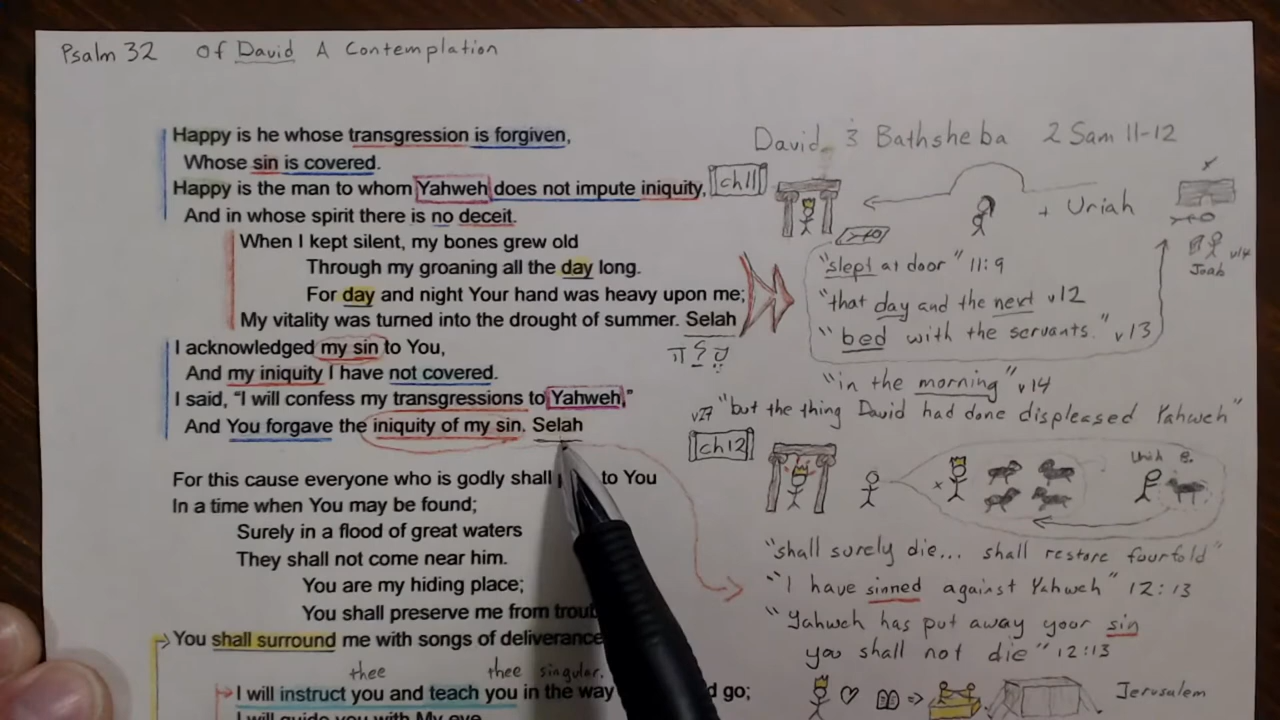 Psalm 32 Of David A Contemplation
Happy is he whose transgression is forgiven,
Whose sin is covered.
Happy is the man to whom Yahweh does not impute iniquity,
And in whose spirit there is no deceit.
When I kept silent, my bones grew old
Through my groaning all the day long.
For day and night Your hand was heavy upon me;
My vitality was turned into the drought of summer. Selah
I acknowledged my sin to You,
And my iniquity I have not covered.
I said, “I will confess my transgressions to Yahweh,”
And You forgave the iniquity of my sin. Selah
For this cause everyone who is godly shall to You
In a time when You may be found;
Surely in a flood of great waters
They shall not come near him.
You are my hiding place;
You shall preserve me from trou
You shall surround me with songs of deliverance
thee thee singular.
I will instruct you and teach you in the way d go;
I will guide you with My eye
David & Bathsheba 2 Sam 11-12
ch11
+ Uriah
v14
Joab
"slept at door" 11:9
"that day and the next v12
"bed with the servants." v13
"in the morning" v14
v27 "but the thing David had done displeased Yahweh"
ch12
Uriah
"shall surely die... shall restore fourfold"
"I have sinned against Yahweh" 12:13
"Yahweh has put away your sin
you shall not die" 12:13
Jerusalem